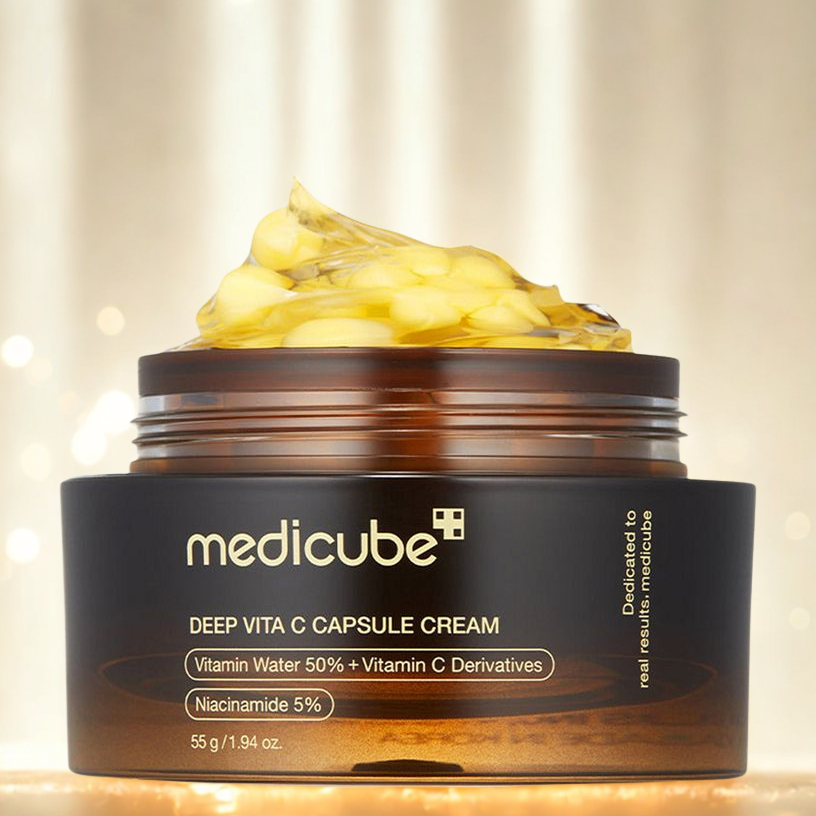 medicube
DEEP VITA C CAPSULE CREAM
Vitamin Water 50% + Vitamin C Derivatives
Niacinamide 5%
55 g / 1.94 oz.
Dedicated to
real results. medicube